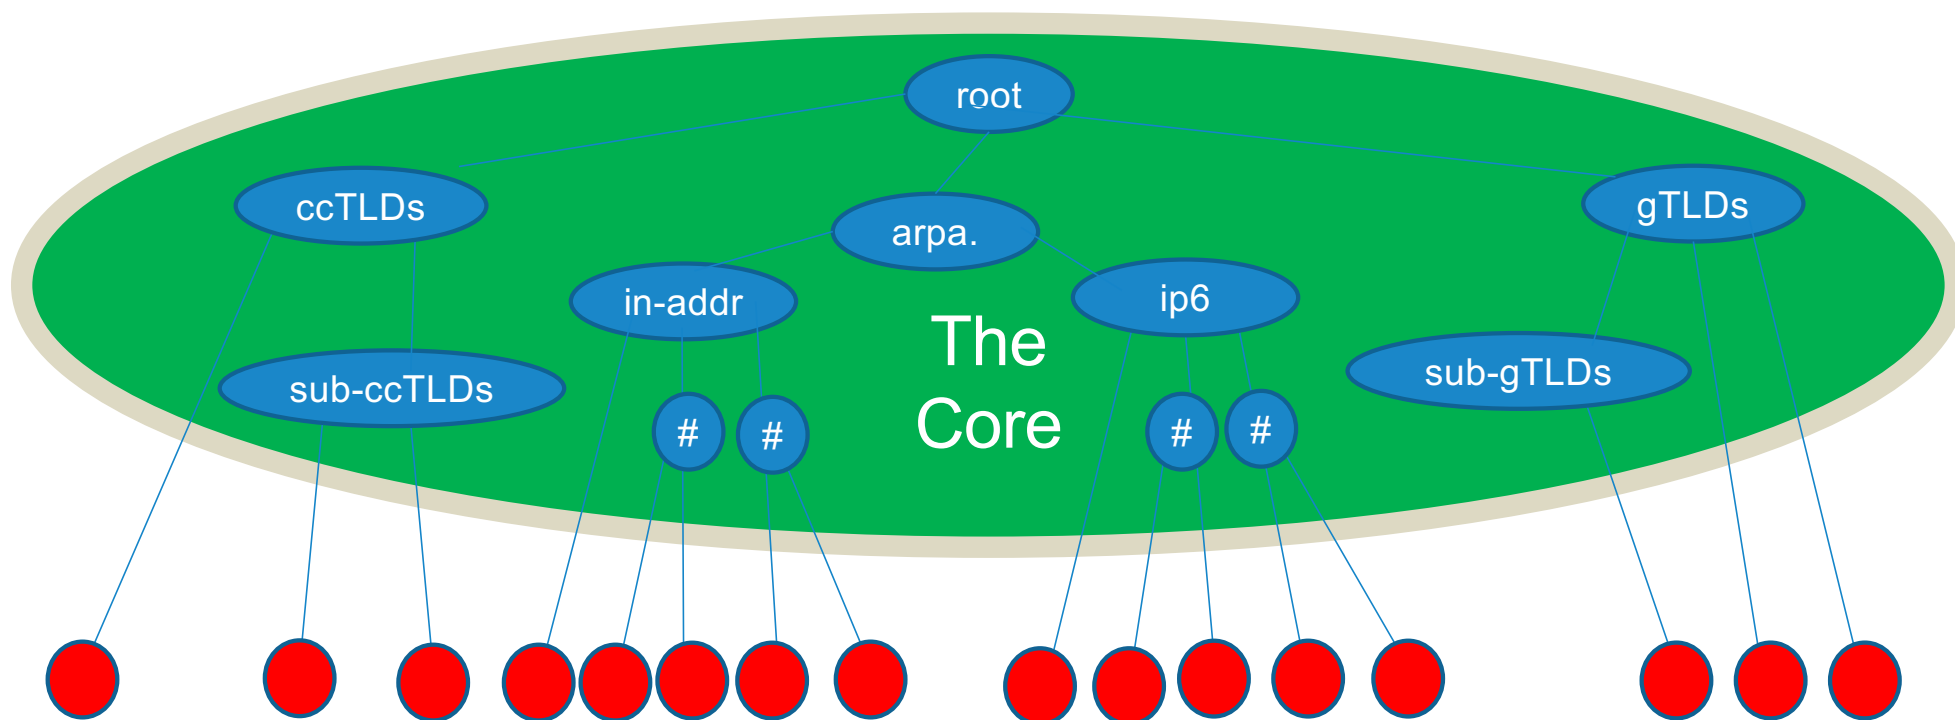 root
ccTLDs
arpa.
gTLDs
in-addr
ip6
The
Core
sub-ccTLDs
sub-gTLDs
#
#
#
#